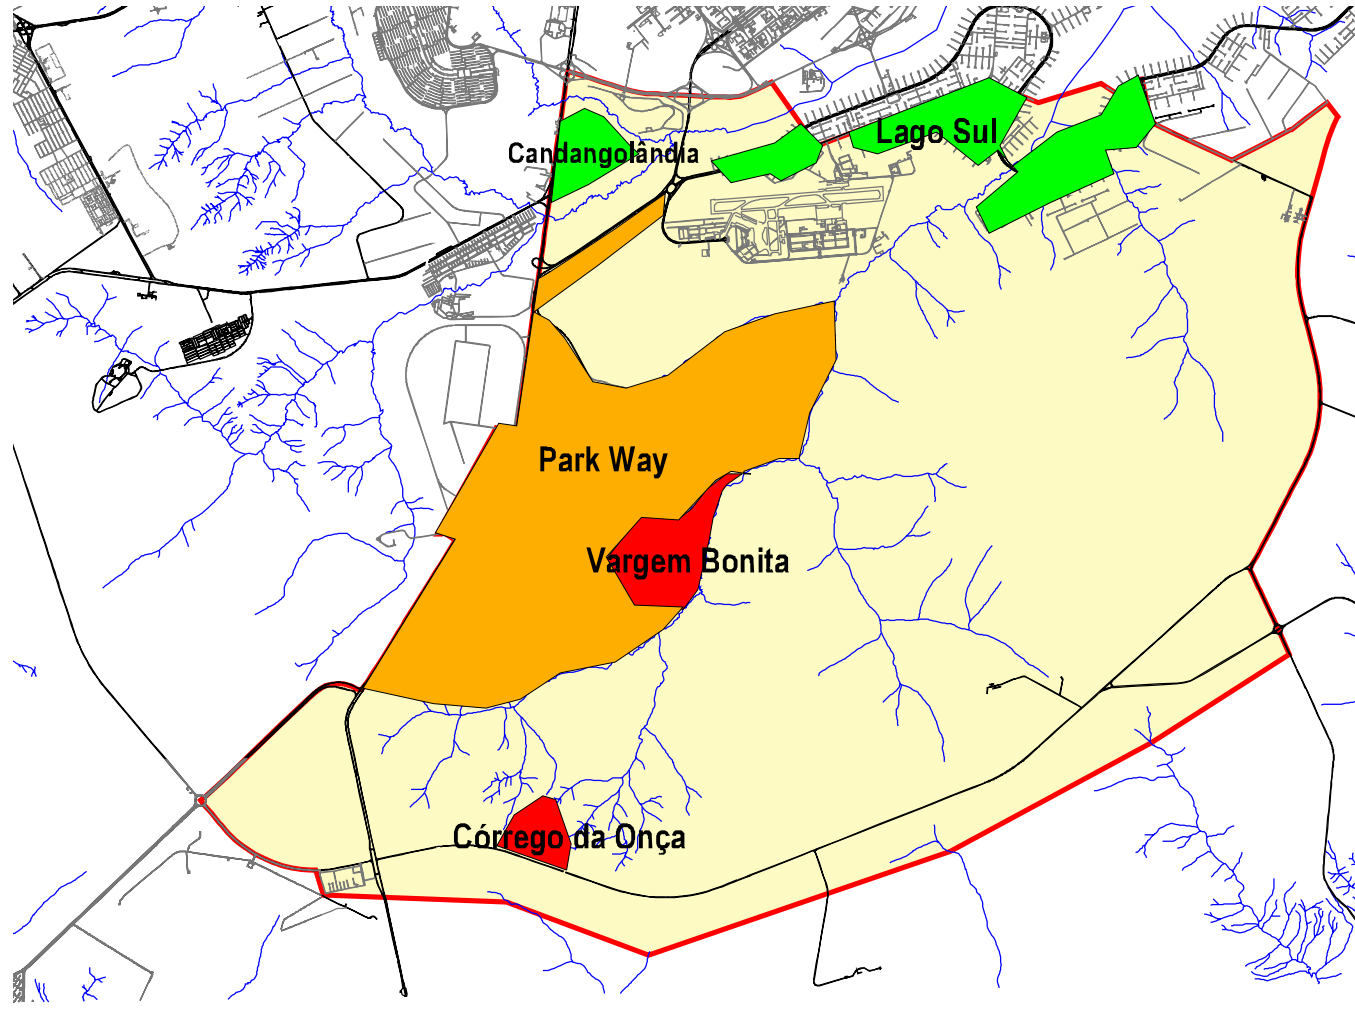 Lago Sul
Candangolândia
Park Way
Vargem Bonita
Córrego da Onça